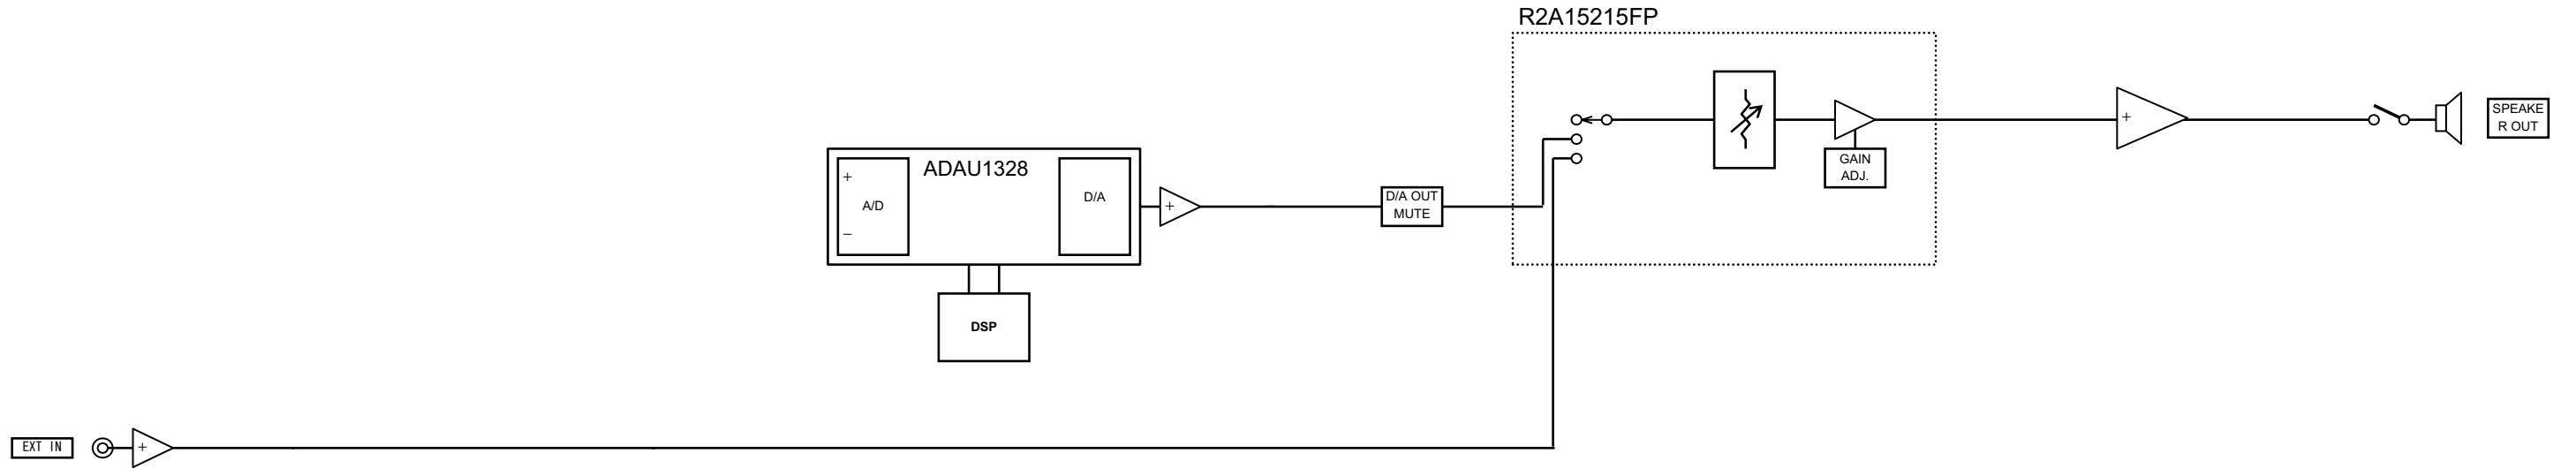 R2A15215FP
SPEAKE
R OUT
GAIN
ADJ.
ADAU1328
+
A/D
−
D/A
+
D/A OUT
MUTE
+
DSP
EXT IN
+